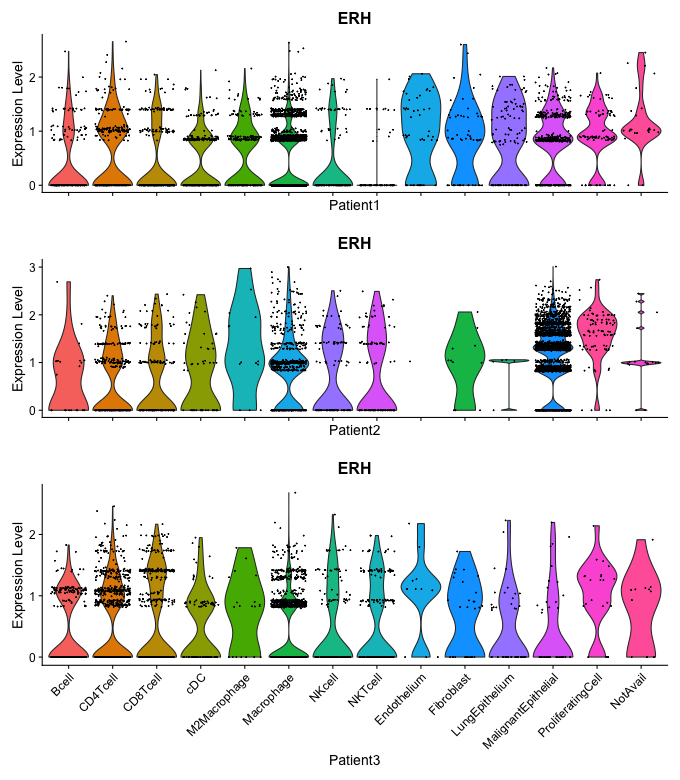 ERH
Expression Level
2
1
0
Patient1
ERH
Expression Level
3
2
1
0
Patient2
ERH
Expression Level
2
1
0
Bcell
CD4Tcell
CD8Tcell
cDC
M2Macrophage
Macrophage
NKcell
NKTcell
Endothelium
Fibroblast
LungEpithelium
MalignantEpithelial
ProliferatingCell
NotAvail
Patient3